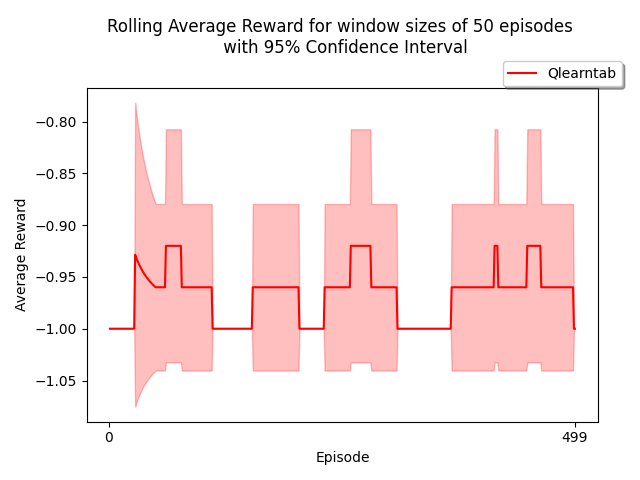 Rolling Average Reward for window sizes of 50 episodes
with 95% Confidence Interval
Qlearntab
−0.80
−0.85
−0.90
−0.95
−1.00
−1.05
Average Reward
0
499
Episode